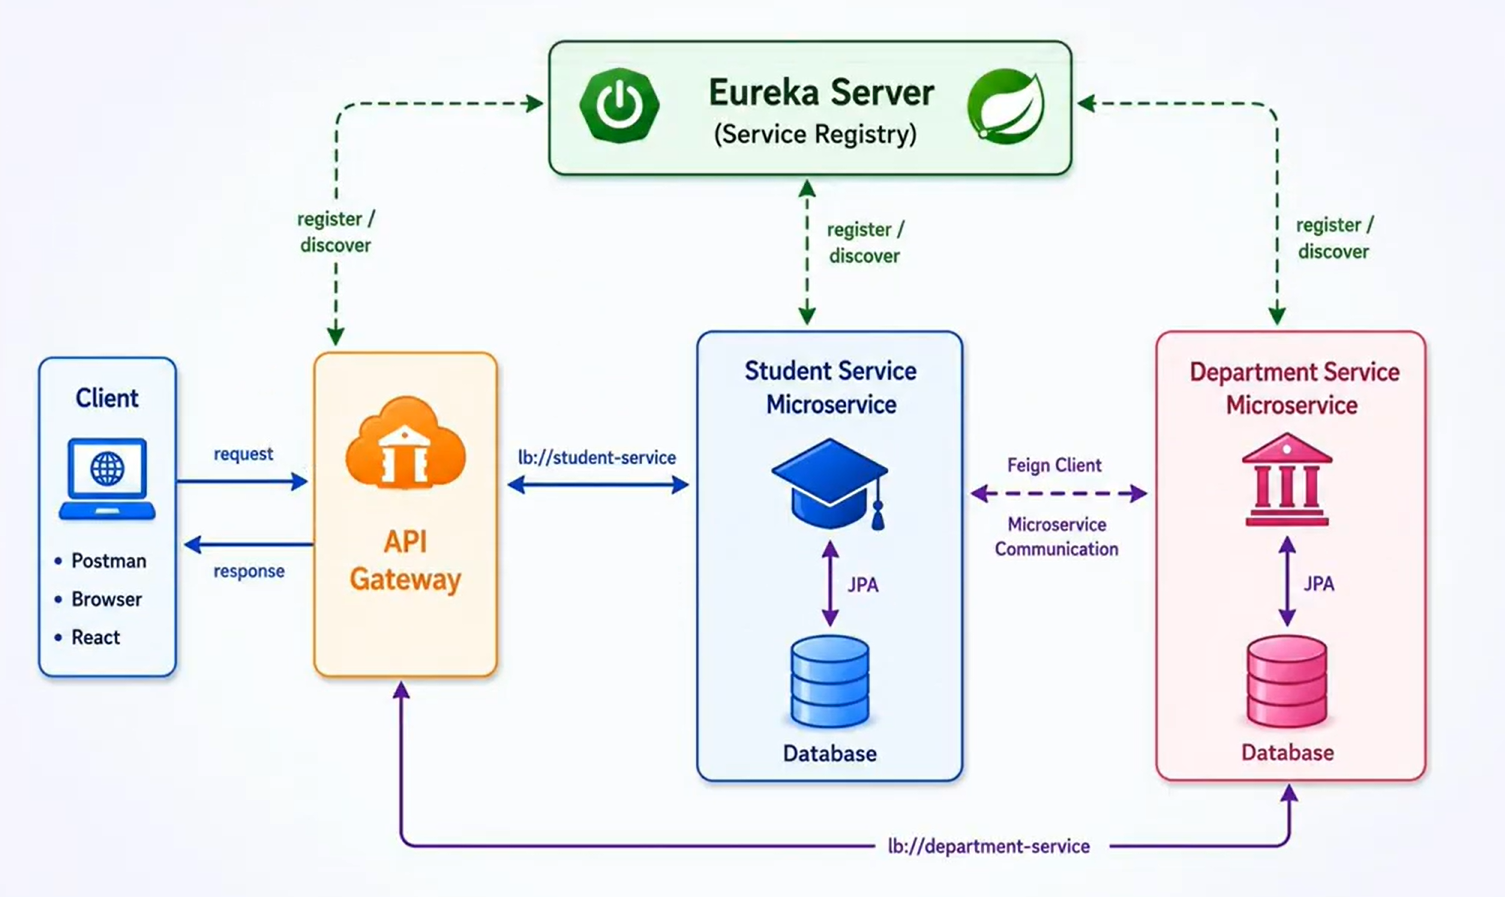 Eureka Server
(Service Registry)
register /
discover
register /
discover
register /
discover
Client
Postman
Browser
React
request
response
API
Gateway
lb://student-service
Student Service
Microservice
JPA
Database
Feign Client
Microservice
Communication
Department Service
Microservice
JPA
Database
lb://department-service